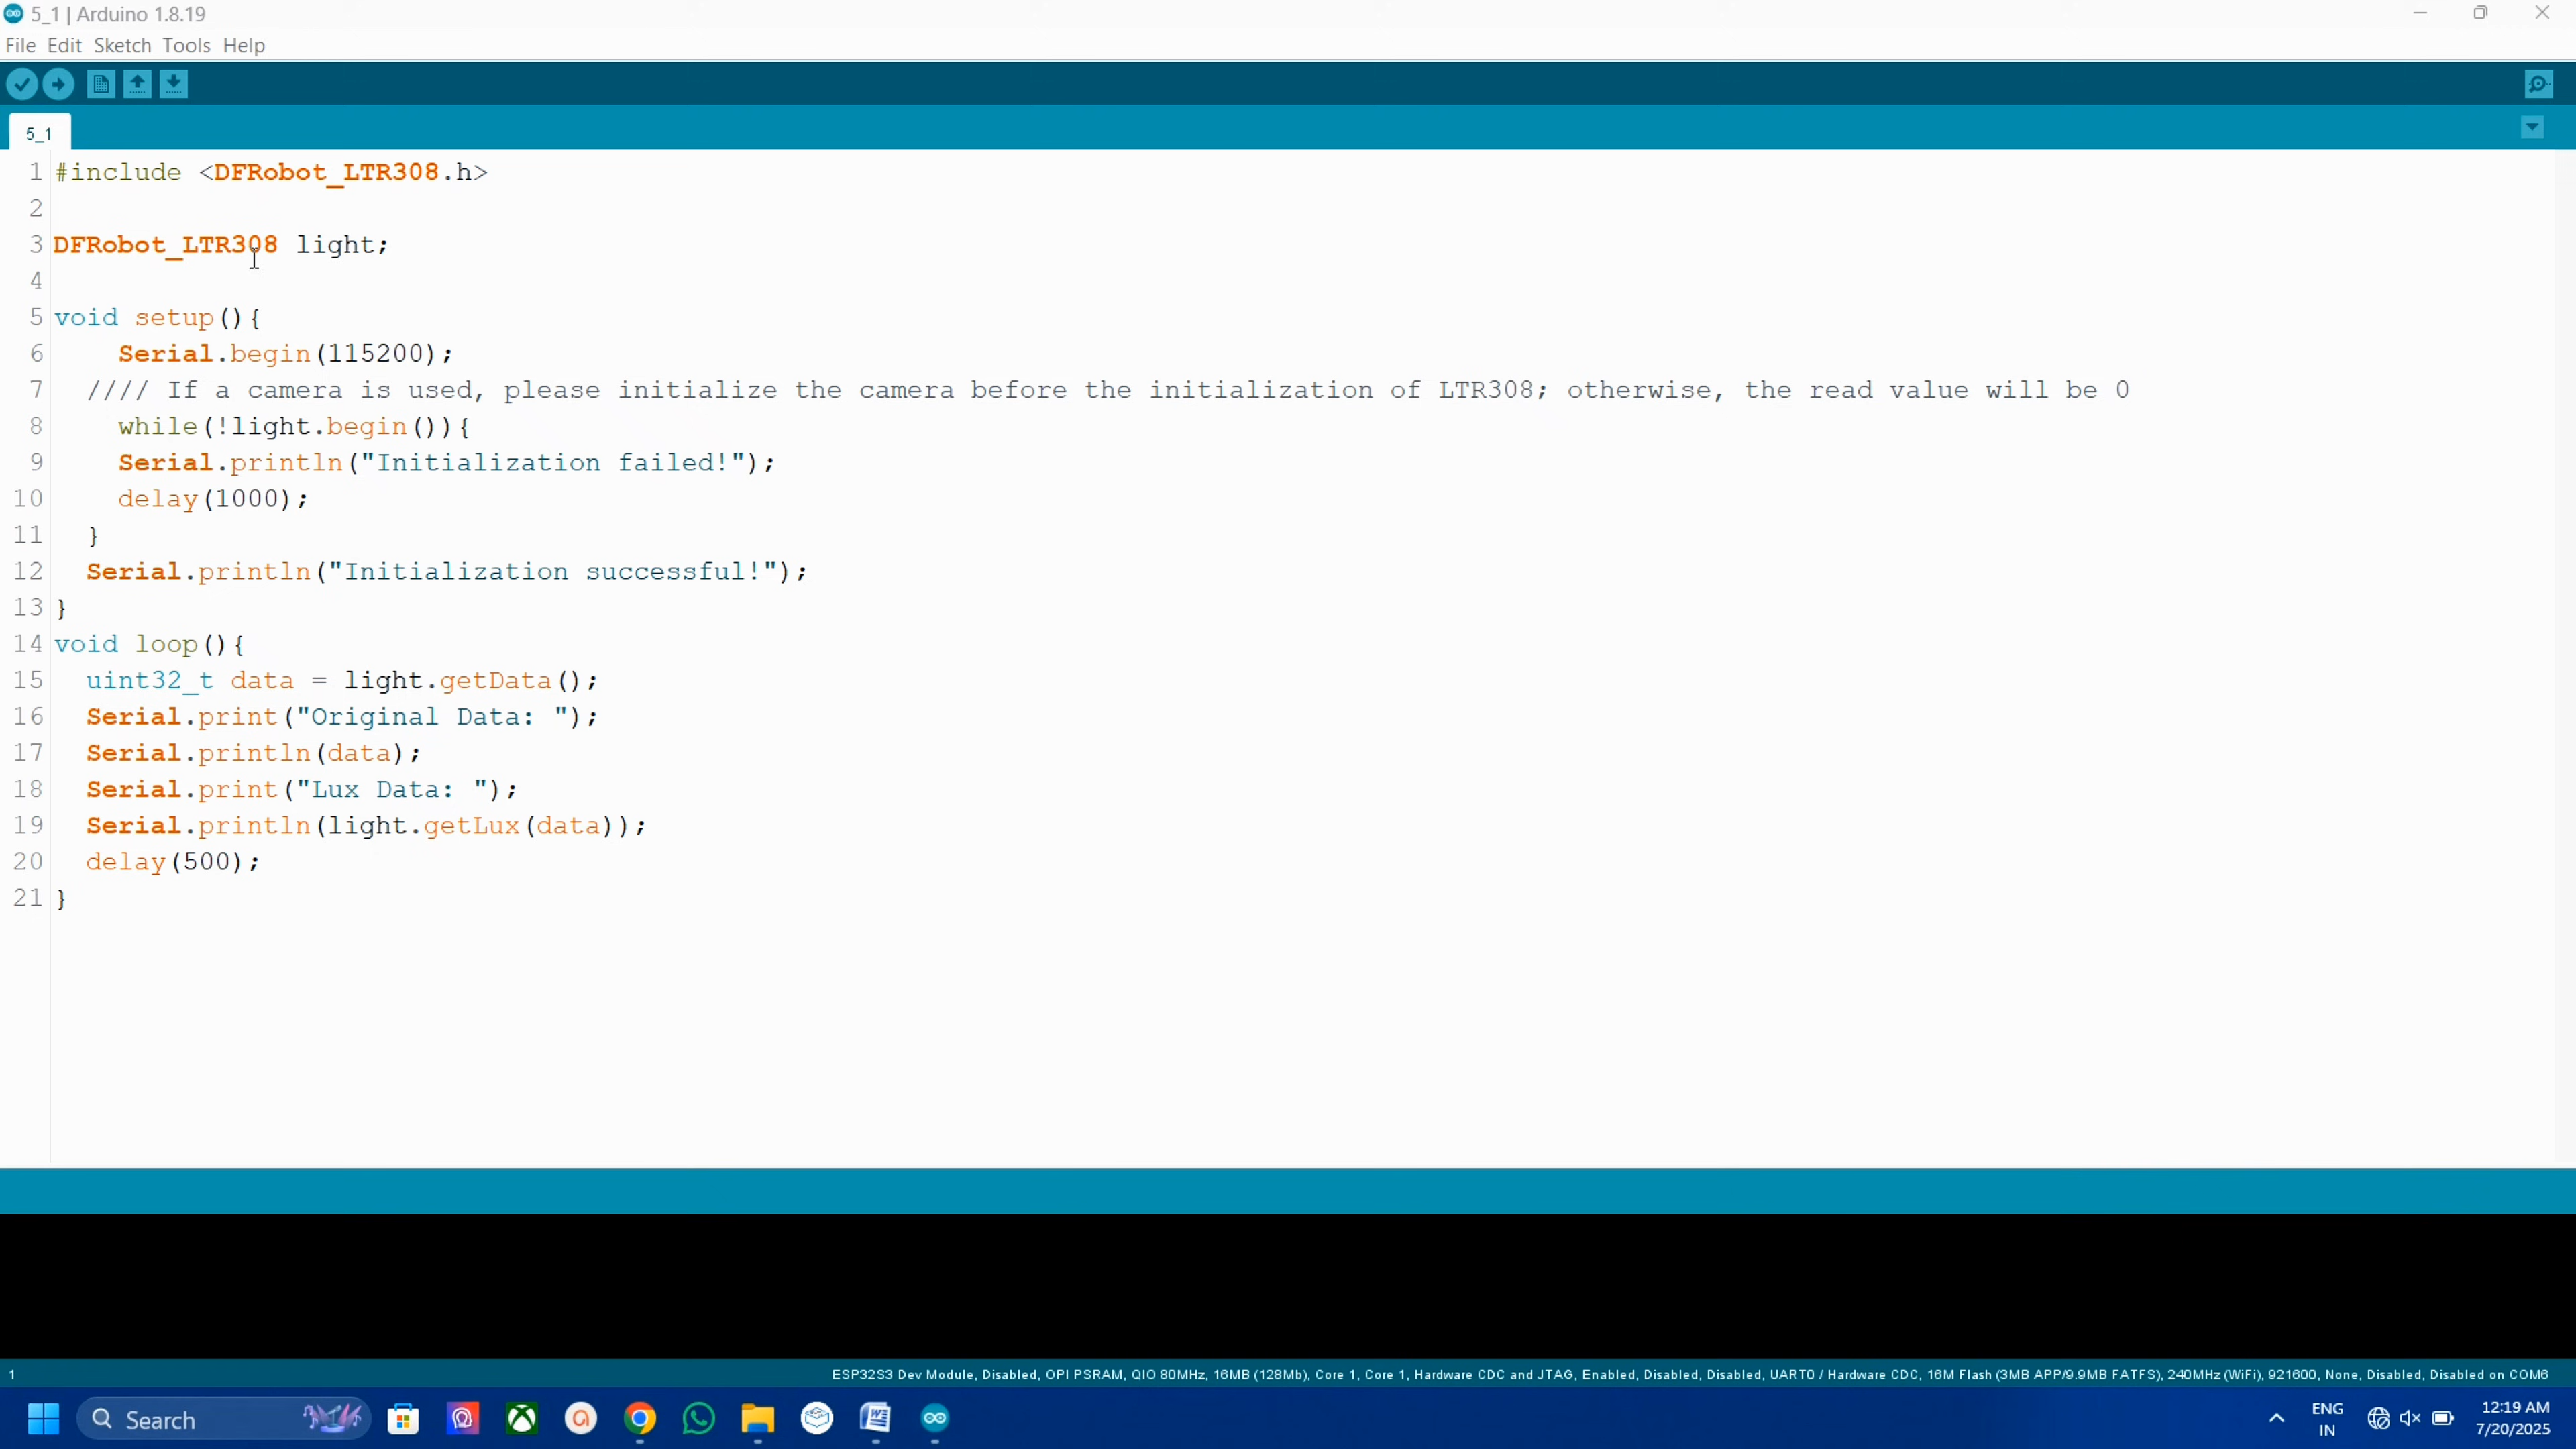 5_1 | Arduino 1.8.19
File Edit Sketch Tools Help
5_1
1 #include <DFRobot_LTR308.h>
2
3 DFRobot_LTR308 light;
4
5 void setup(){
6 Serial.begin(115200);
7 //// If a camera is used, please initialize the camera before the initialization of LTR308; otherwise, the read value will be 0
8 while(!light.begin()){
9 Serial.println("Initialization failed!");
10 delay(1000);
11 }
12 Serial.println("Initialization successful!");
13 }
14 void loop(){
15 uint32_t data = light.getData();
16 Serial.print("Original Data: ");
17 Serial.println(data);
18 Serial.print("Lux Data: ");
19 Serial.println(light.getLux(data));
20 delay(500);
21 }
1 ESP32S3 Dev Module, Disabled, OPI PSRAM, QIO 80MHz, 16MB (128Mb), Core 1, Core 1, Hardware CDC and JTAG, Enabled, Disabled, Disabled, UART0 / Hardware CDC, 16M Flash (3MB APP/9.9MB FATFS), 240MHz (WiFi), 921600, None, Disabled, Disabled on COM6
Search ENG 12:19 AM
IN 7/20/2025